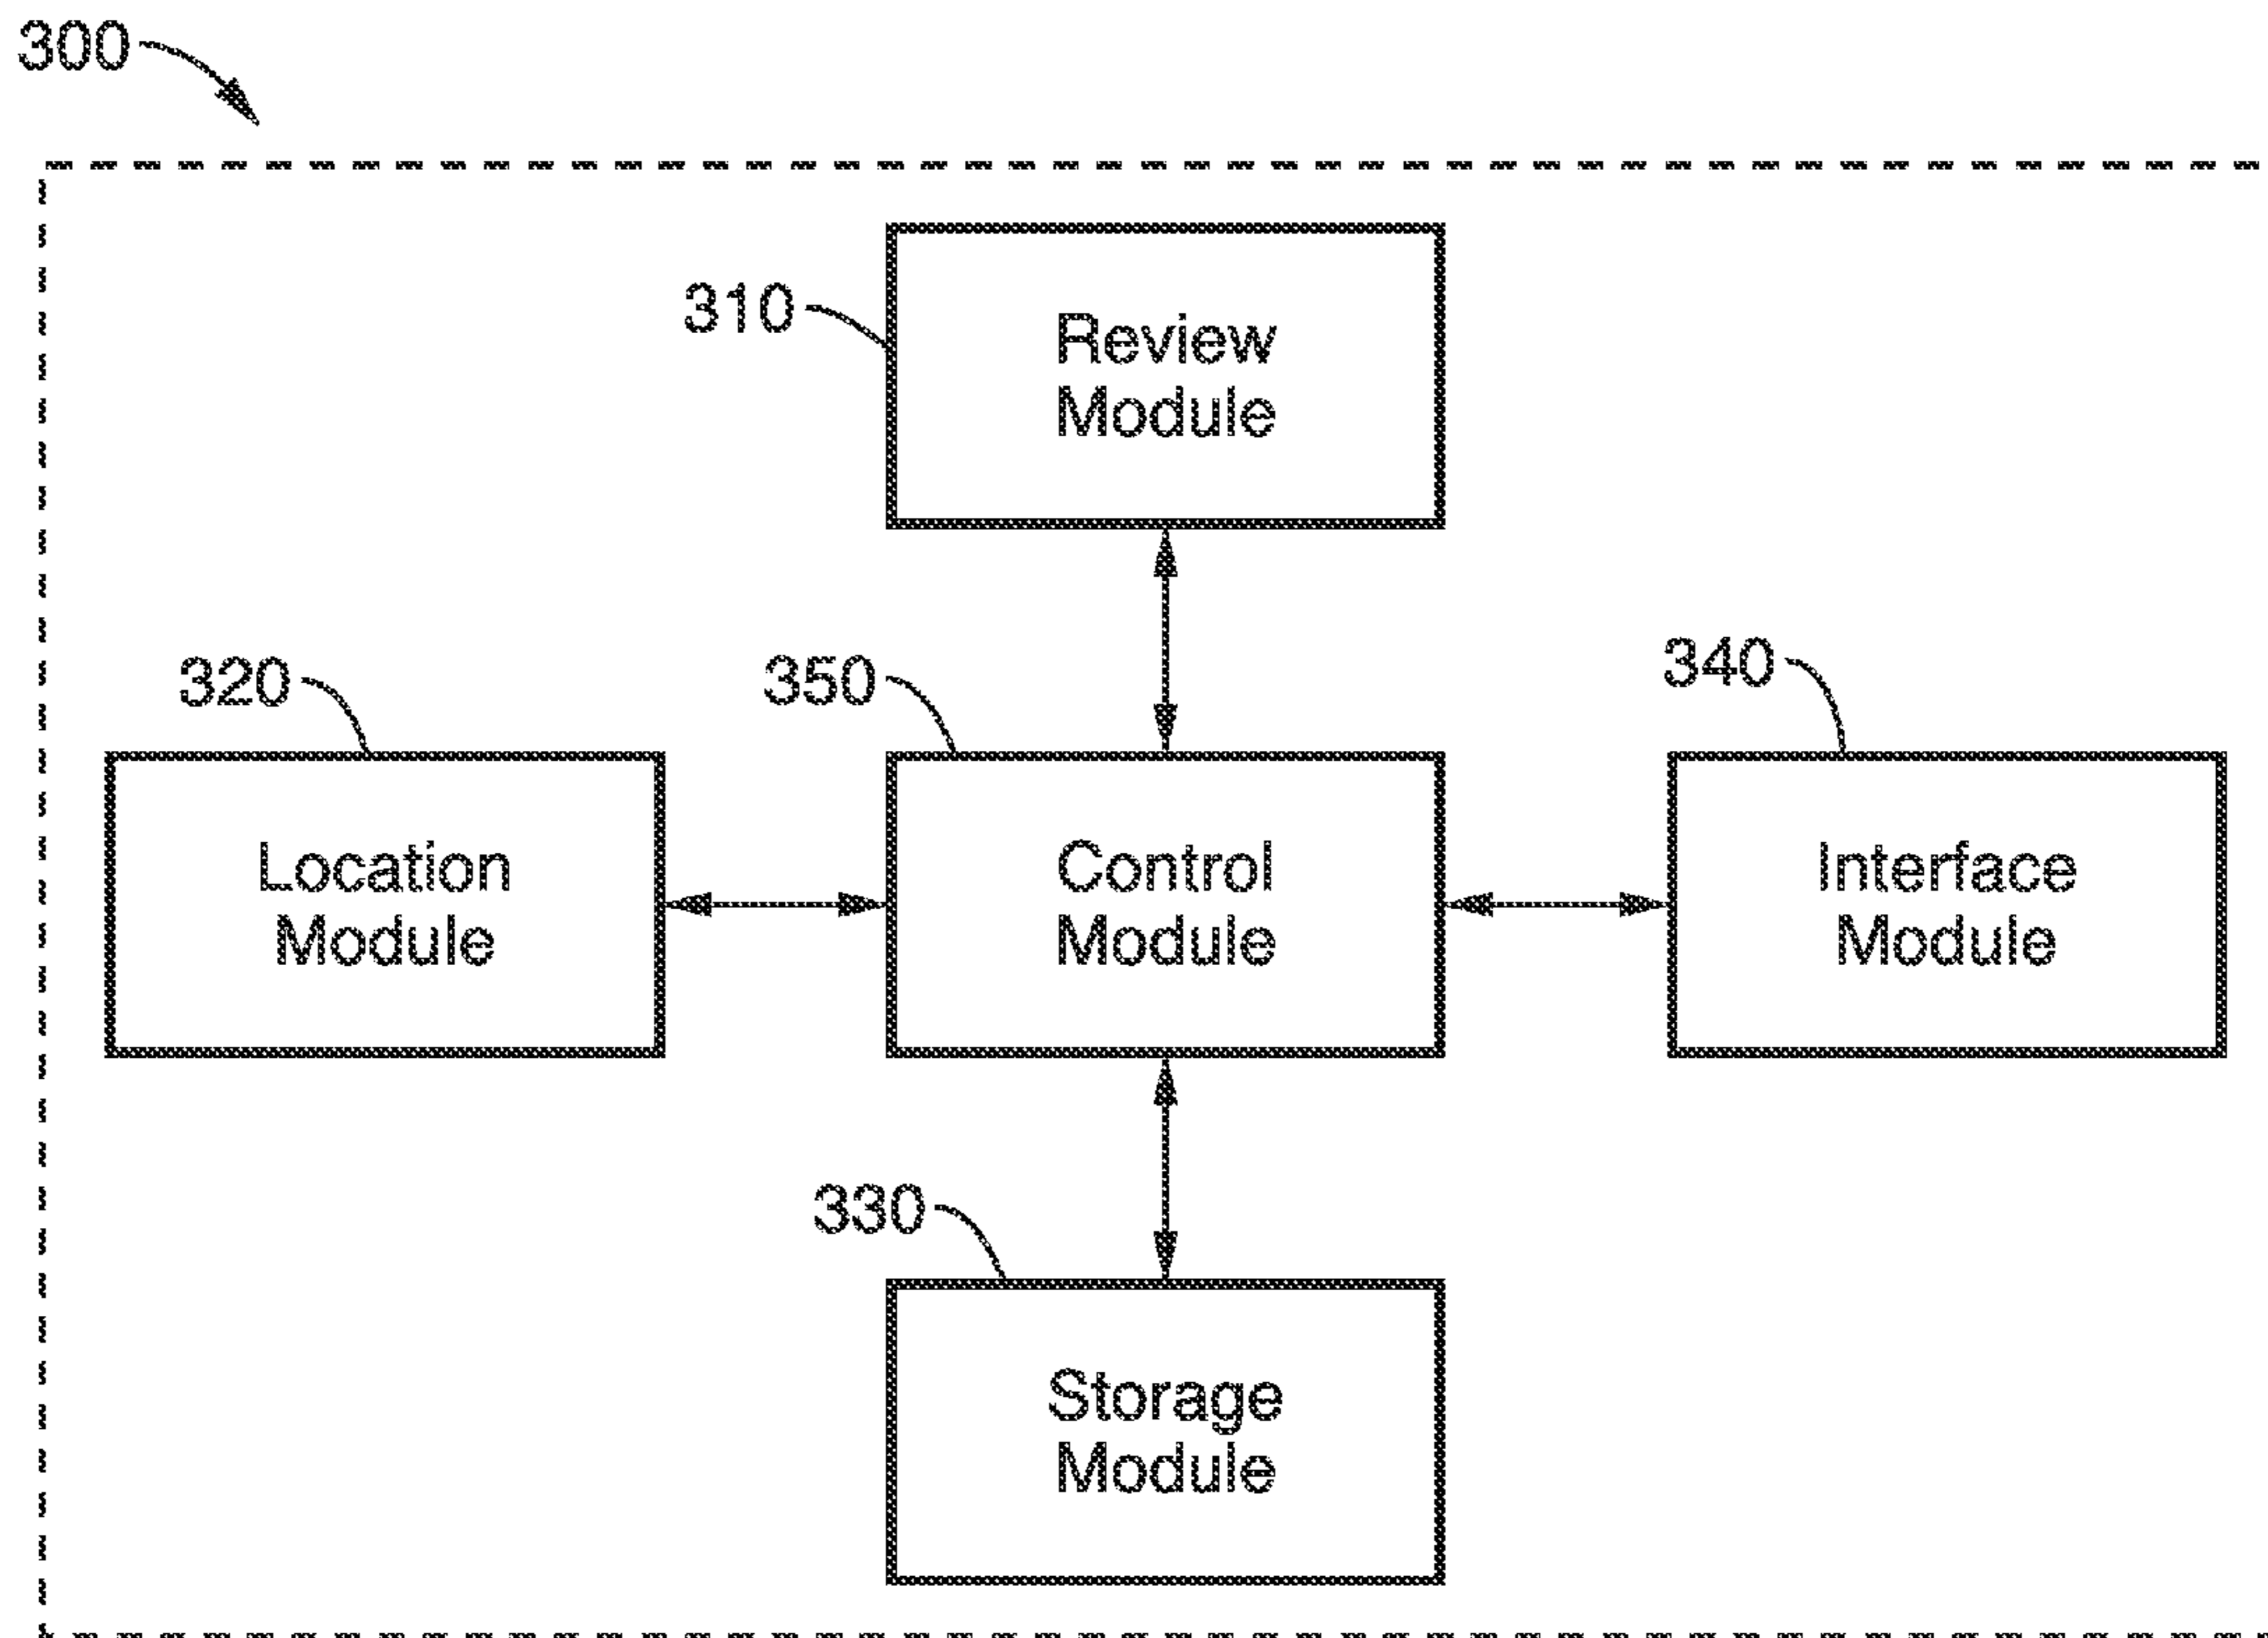 300
310
Review
Module
320
350
340
Location
Module
Control
Module
Interface
Module
330
Storage
Module